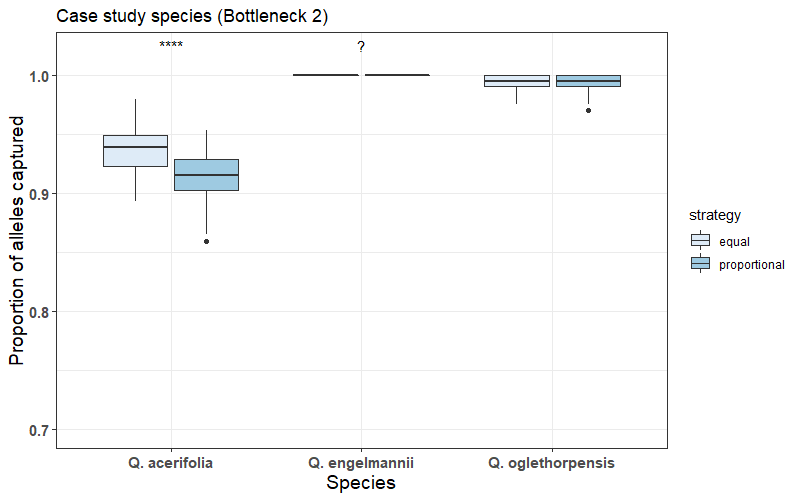 Case study species (Bottleneck 2)
**** ?
1.0
0.9
0.8
0.7
Proportion of alleles captured
Q. acerifolia Q. engelmannii Q. oglethorpensis
Species
strategy
equal
proportional